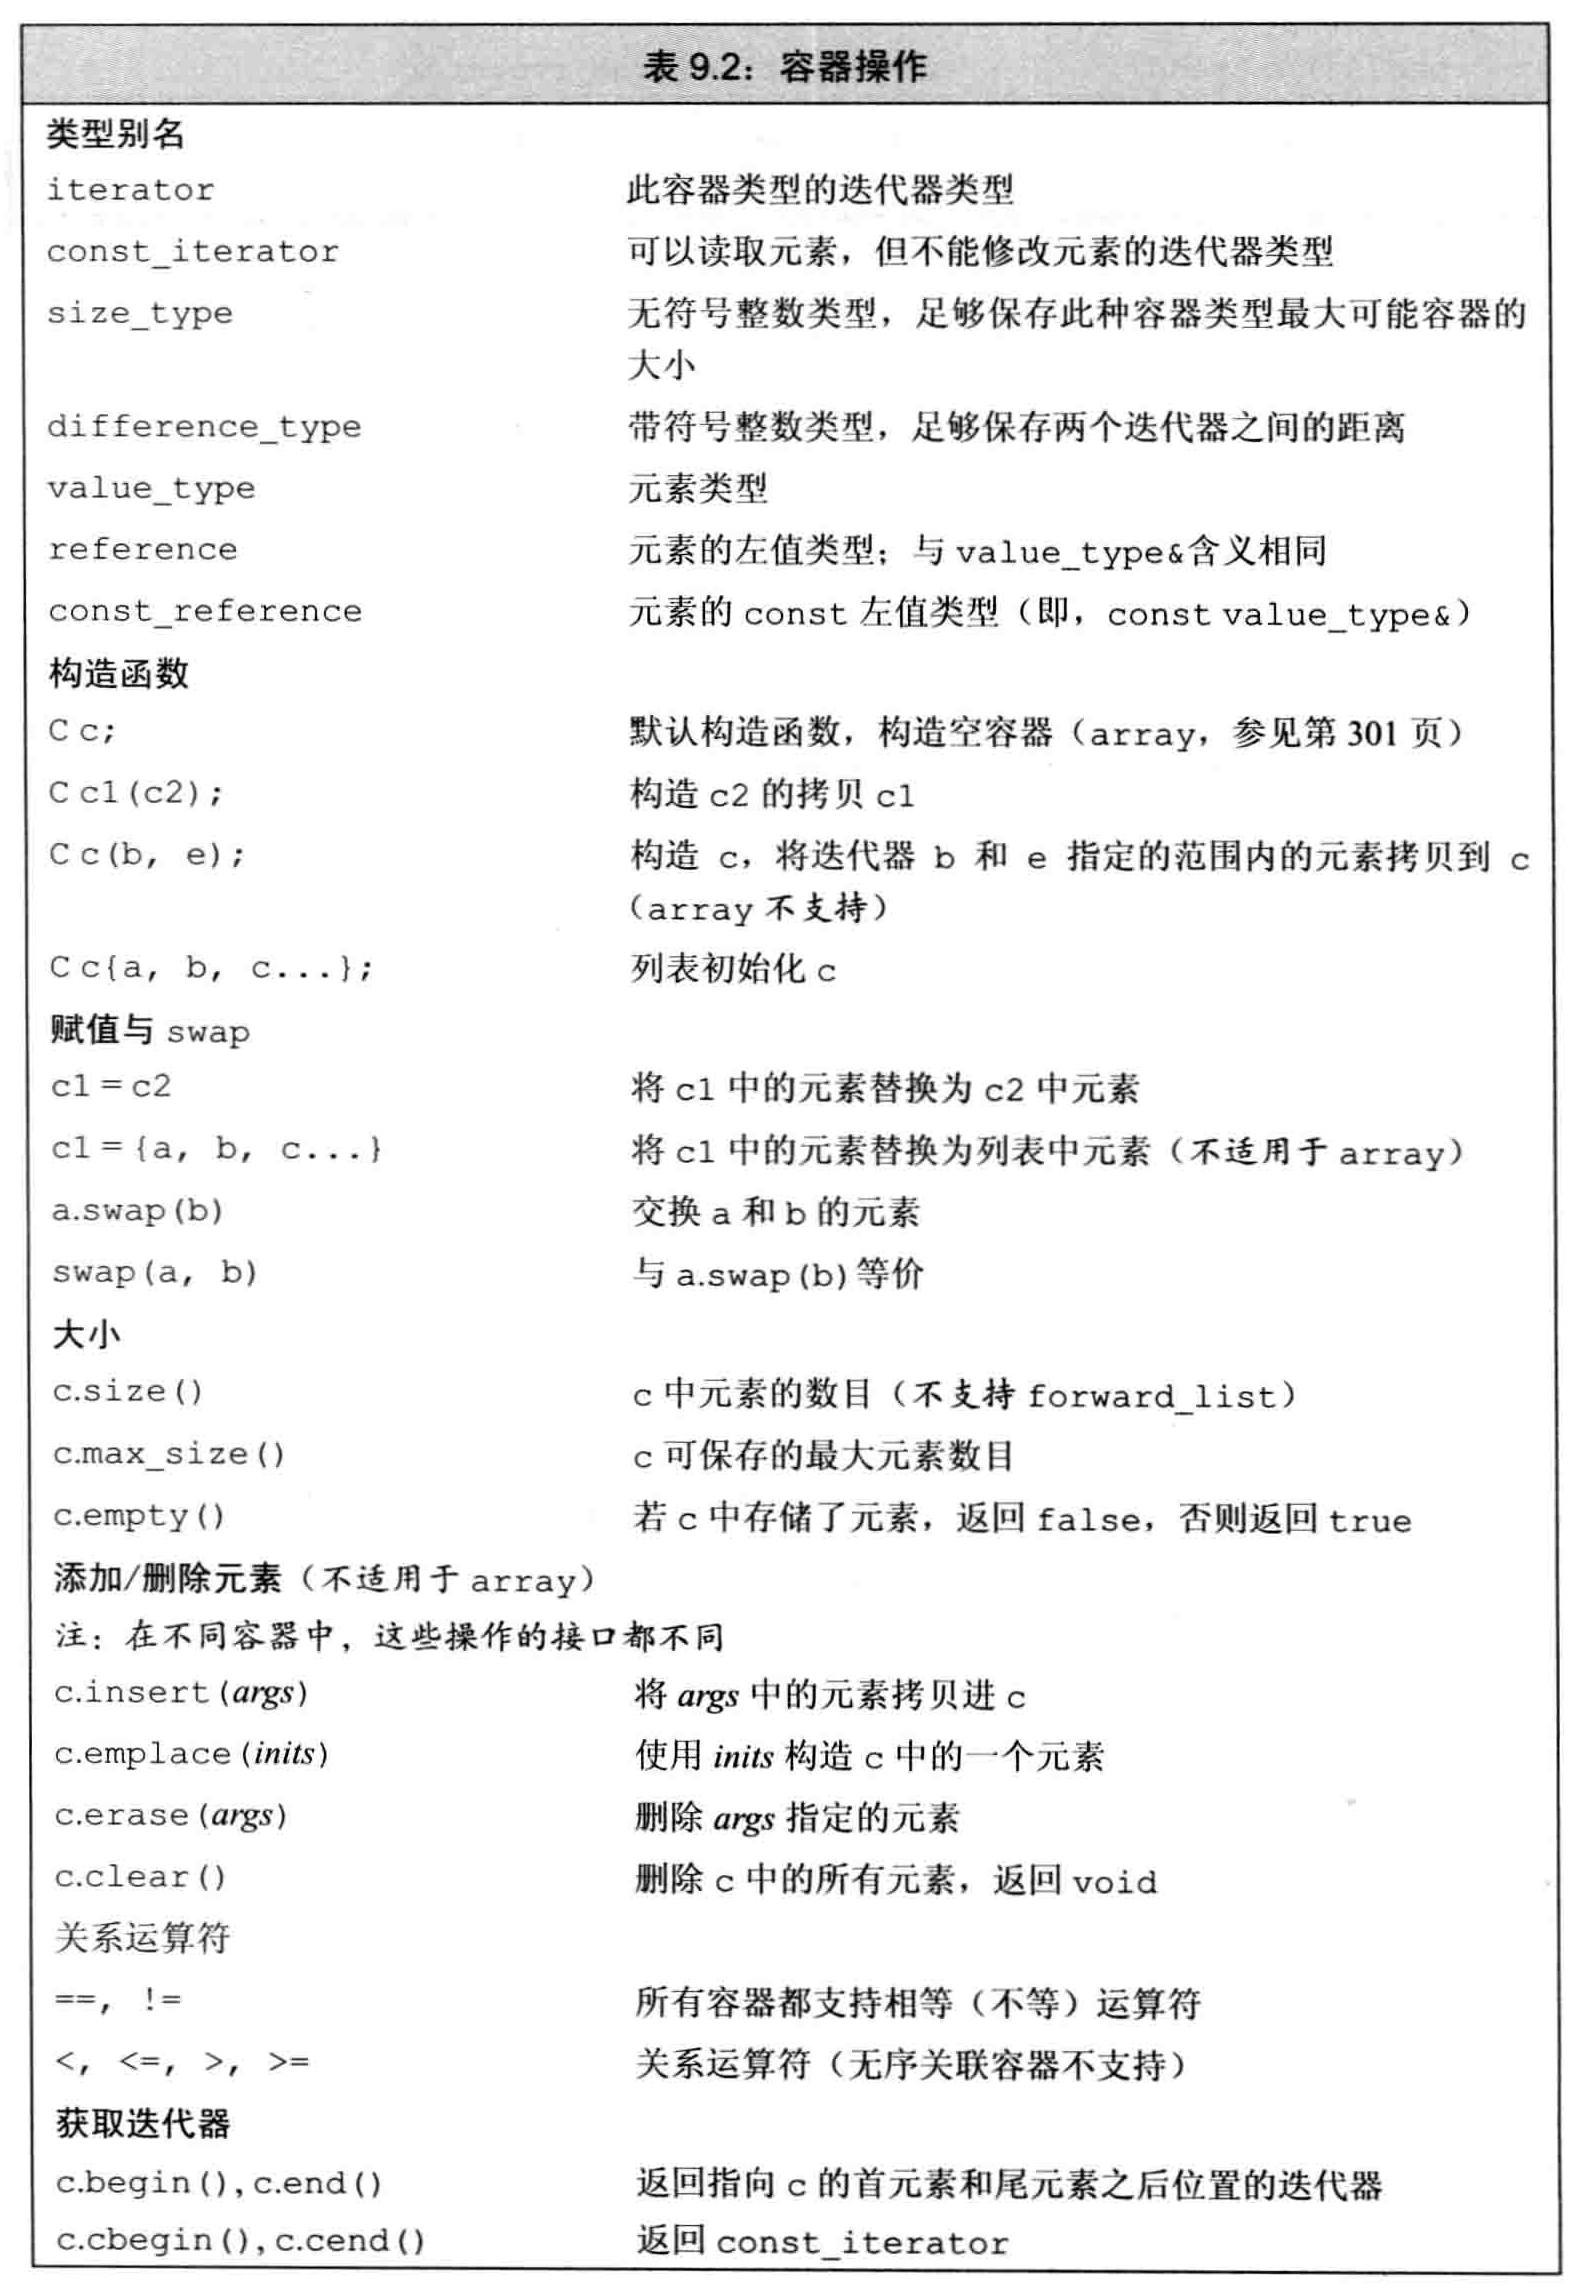 表 9.2：容器操作
类型别名
iterator 此容器类型的迭代器类型
const_iterator 可以读取元素，但不能修改元素的迭代器类型
size_type 无符号整数类型，足够保存此种容器类型最大可能容器的
大小
difference_type 带符号整数类型，足够保存两个迭代器之间的距离
value_type 元素类型
reference 元素的左值类型；与 value_type&含义相同
const_reference 元素的 const 左值类型（即，const value_type&）
构造函数
C c; 默认构造函数，构造空容器（array，参见第 301 页）
C c1(c2); 构造 c2 的拷贝 c1
C c(b, e); 构造 c，将迭代器 b 和 e 指定的范围内的元素拷贝到 c
（array 不支持）
C c{a, b, c...}; 列表初始化 c
赋值与 swap
c1 = c2 将 c1 中的元素替换为 c2 中元素
c1 = {a, b, c...} 将 c1 中的元素替换为列表中元素（不适用于 array）
a.swap(b) 交换 a 和 b 的元素
swap(a, b) 与 a.swap(b)等价
大小
c.size() c 中元素的数目（不支持 forward_list）
c.max_size() c 可保存的最大元素数目
c.empty() 若 c 中存储了元素，返回 false，否则返回 true
添加/删除元素（不适用于 array）
注：在不同容器中，这些操作的接口都不同
c.insert(args) 将 args 中的元素拷贝进 c
c.emplace(inits) 使用 inits 构造 c 中的一个元素
c.erase(args) 删除 args 指定的元素
c.clear() 删除 c 中的所有元素，返回 void
关系运算符
==, != 所有容器都支持相等（不等）运算符
<, <=, >, >= 关系运算符（无序关联容器不支持）
获取迭代器
c.begin(),c.end() 返回指向 c 的首元素和尾元素之后位置的迭代器
c.cbegin(),c.cend() 返回 const_iterator